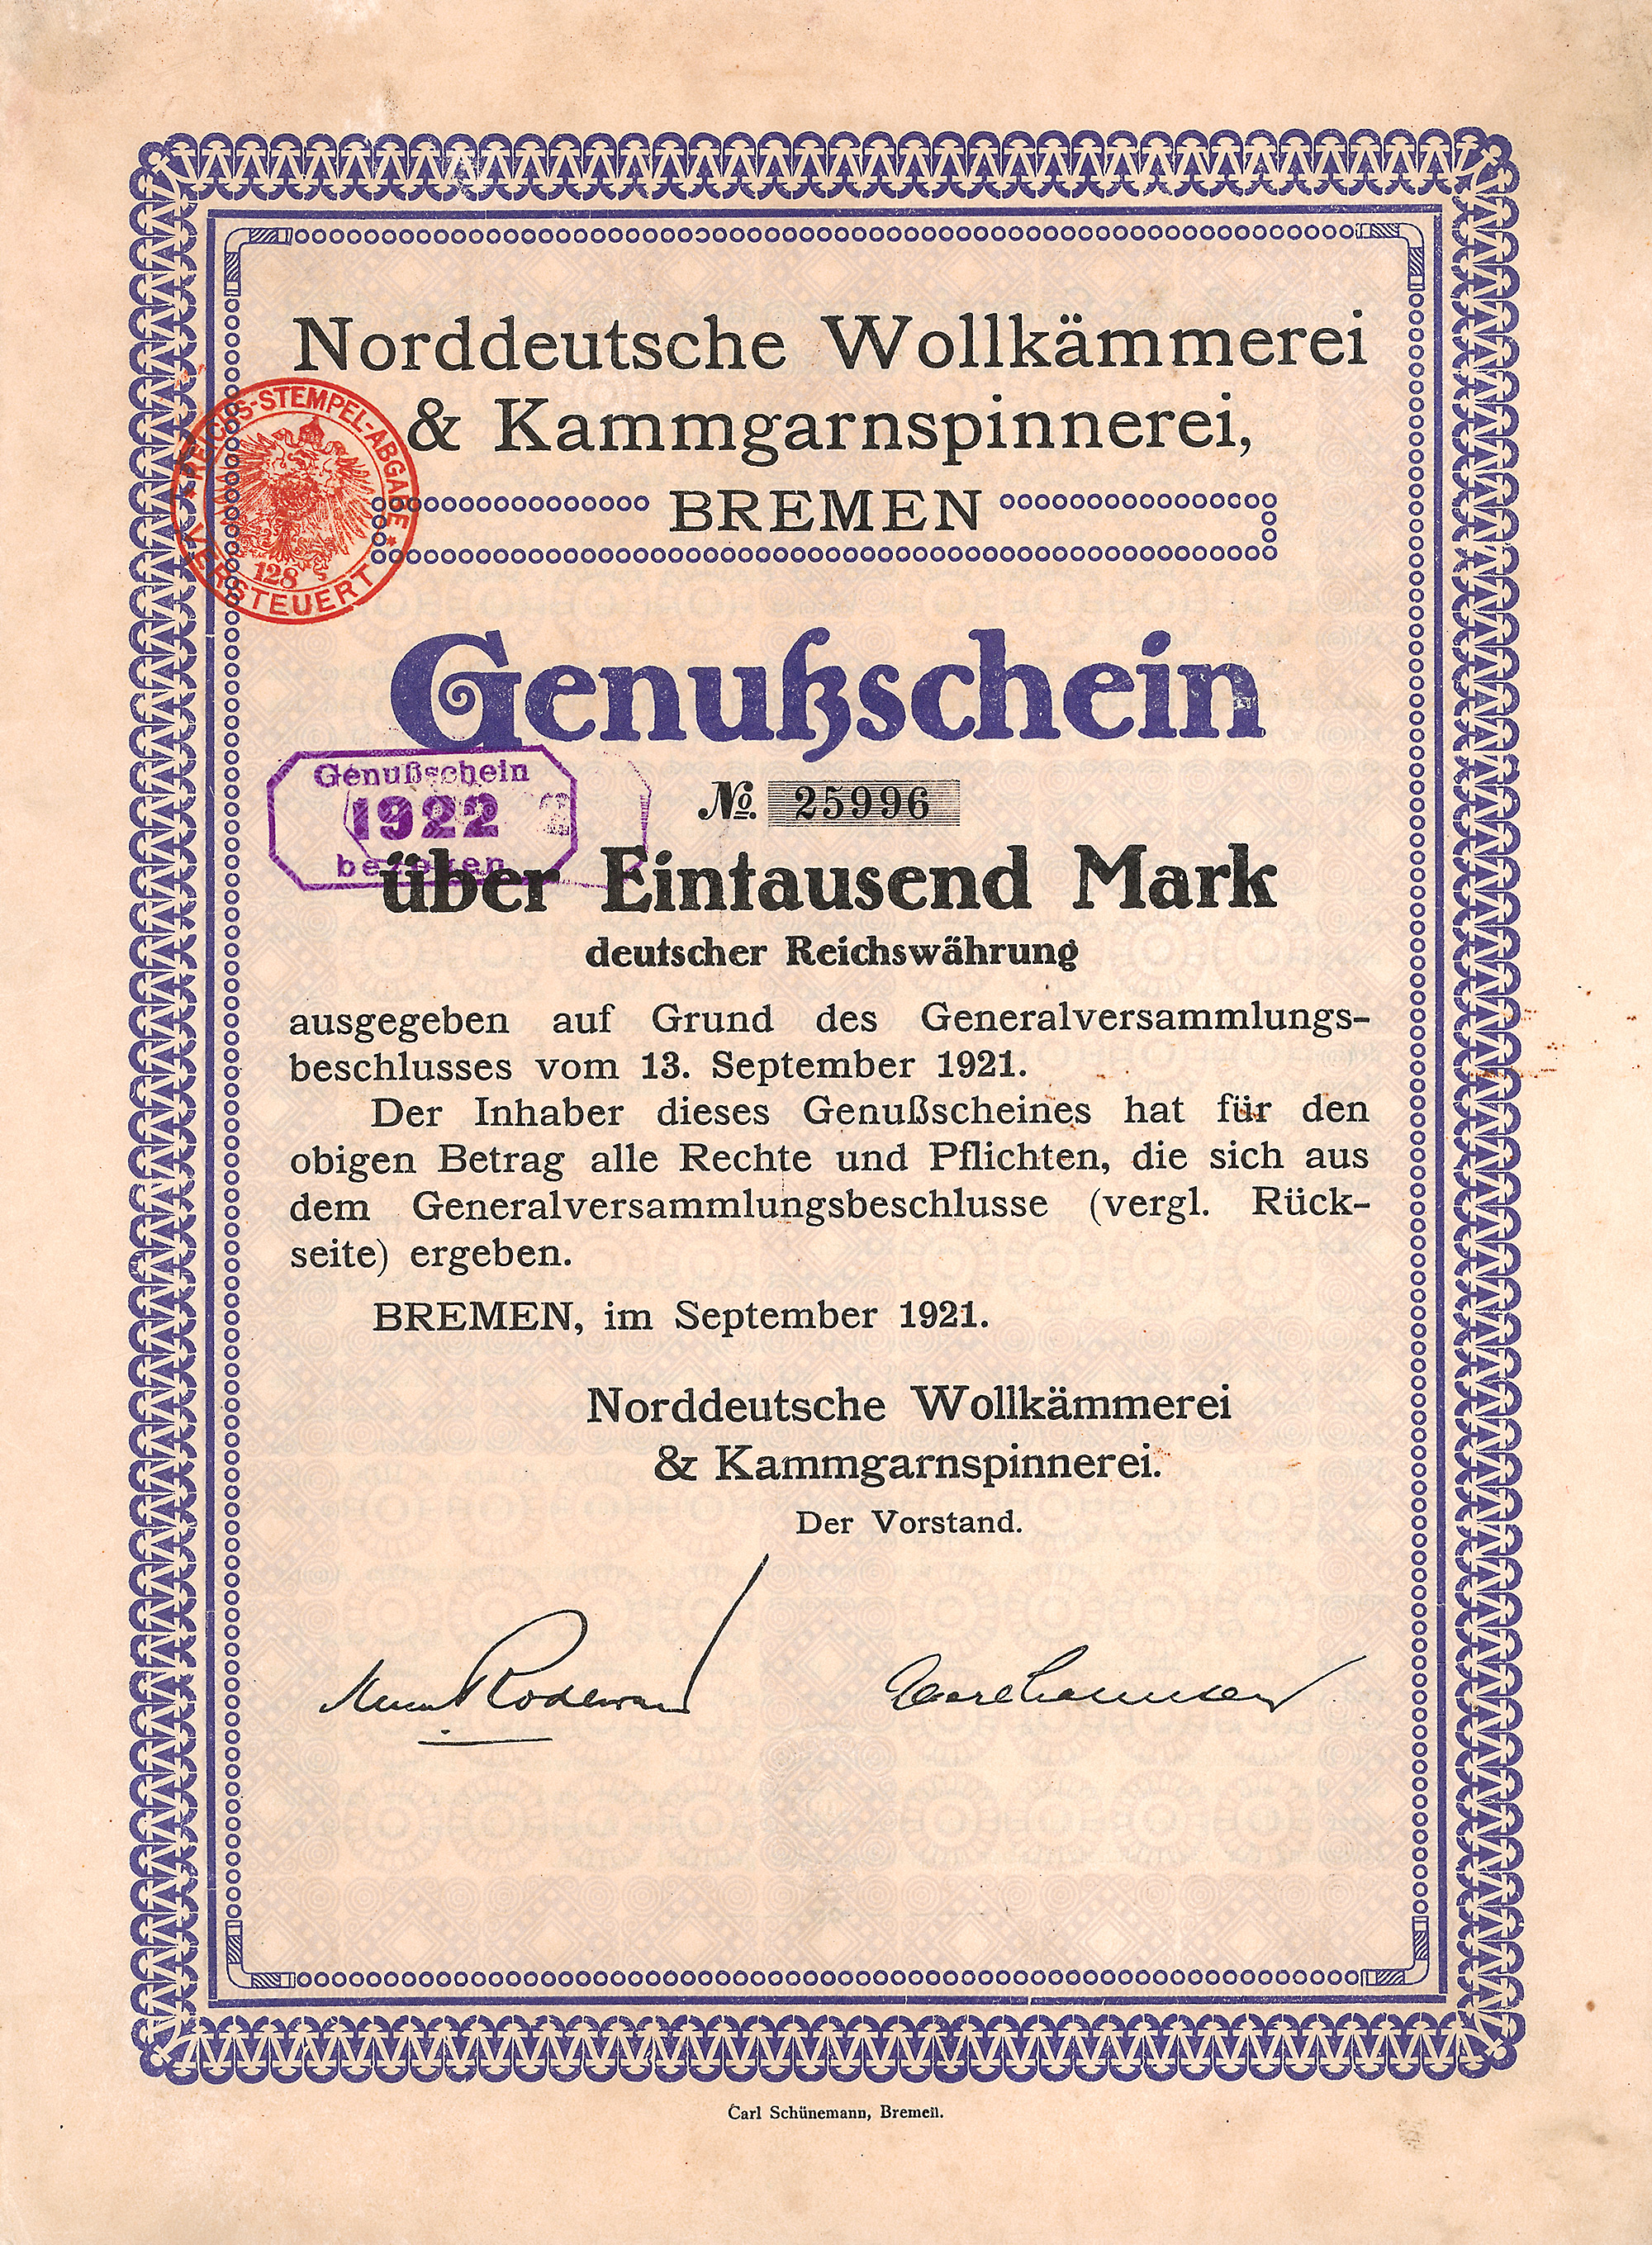 Norddeutsche Wollkämmerei
& Kammgarnspinnerei,
BREMEN
REICHS-STEMPEL-ABGABE
128
VERSTEUERT
Genußschein
No. 25996
Genußschein
1922
bezogen
über Eintausend Mark
deutscher Reichswährung
ausgegeben auf Grund des Generalversammlungs-
beschlusses vom 13. September 1921.
Der Inhaber dieses Genußscheines hat für den
obigen Betrag alle Rechte und Pflichten, die sich aus
dem Generalversammlungsbeschlusse (vergl. Rück-
seite) ergeben.
BREMEN, im September 1921.
Norddeutsche Wollkämmerei
& Kammgarnspinnerei.
Der Vorstand.
Carl Schünemann, Bremen.